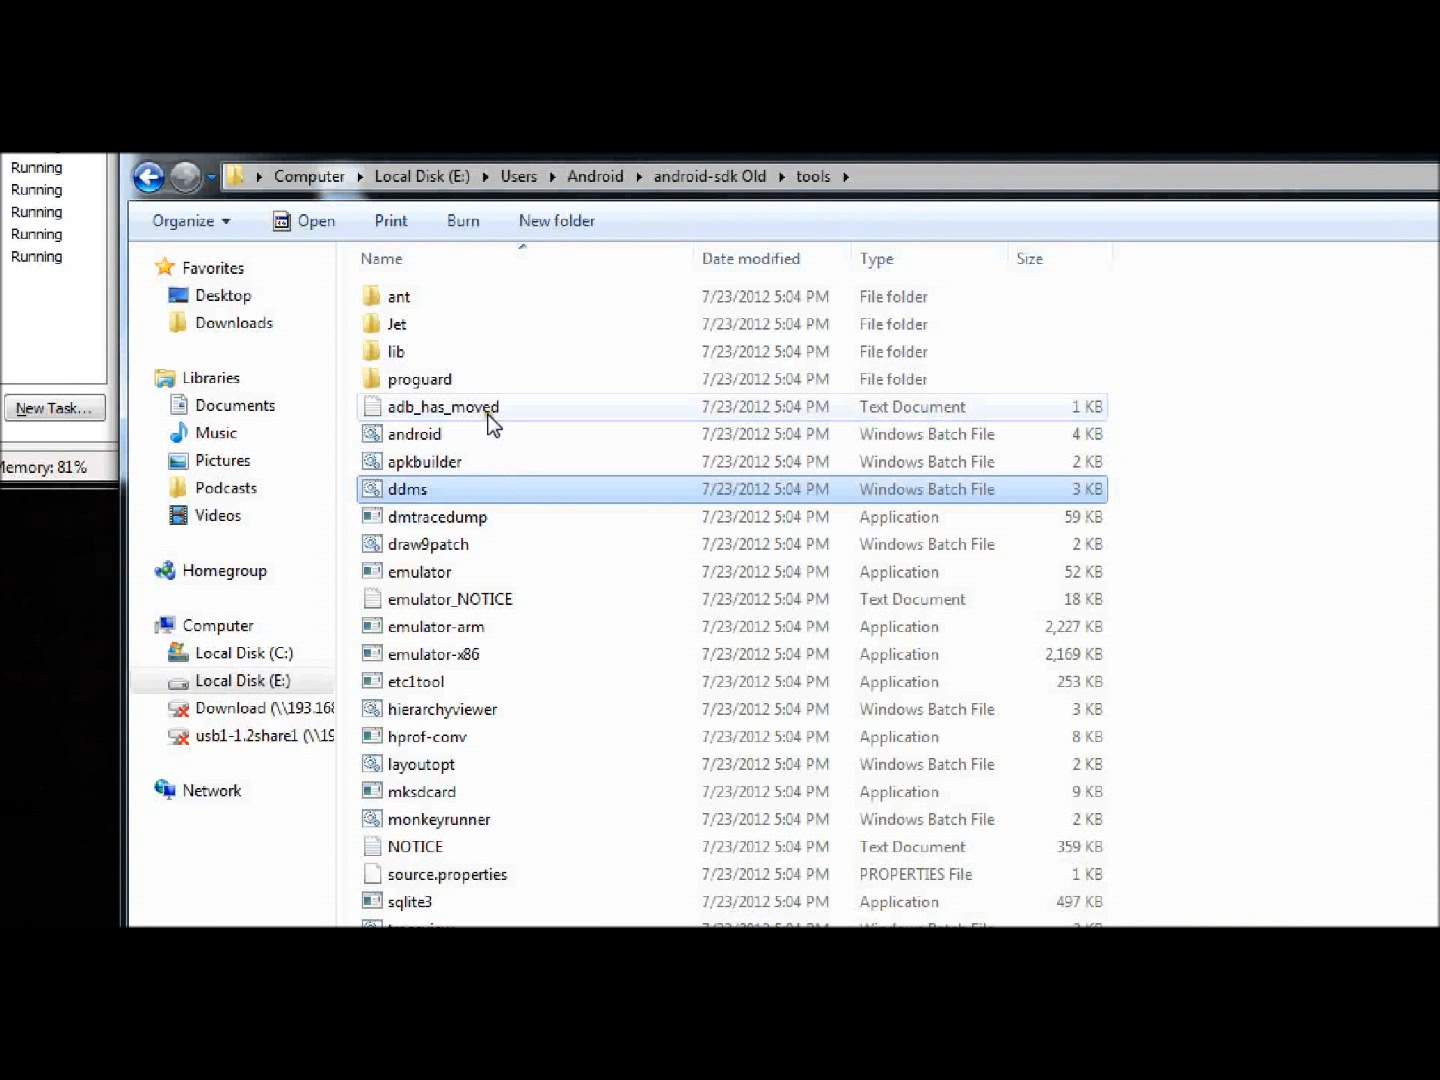 Running
Running
Running
Running
Running
New Task...
Memory: 81%
Computer Local Disk (E:) Users Android android-sdk Old tools
Organize Open Print Burn New folder
Name Date modified Type Size
Favorites
Desktop
Downloads
Libraries
Documents
Music
Pictures
Podcasts
Videos
Homegroup
Computer
Local Disk (C:)
Local Disk (E:)
Download (\\193.168
usb1-1.2share1 (\\19
Network
ant 7/23/2012 5:04 PM File folder
Jet 7/23/2012 5:04 PM File folder
lib 7/23/2012 5:04 PM File folder
proguard 7/23/2012 5:04 PM File folder
adb_has_moved 7/23/2012 5:04 PM Text Document 1 KB
android 7/23/2012 5:04 PM Windows Batch File 4 KB
apkbuilder 7/23/2012 5:04 PM Windows Batch File 2 KB
ddms 7/23/2012 5:04 PM Windows Batch File 3 KB
dmtracedump 7/23/2012 5:04 PM Application 59 KB
draw9patch 7/23/2012 5:04 PM Windows Batch File 2 KB
emulator 7/23/2012 5:04 PM Application 52 KB
emulator_NOTICE 7/23/2012 5:04 PM Text Document 18 KB
emulator-arm 7/23/2012 5:04 PM Application 2,227 KB
emulator-x86 7/23/2012 5:04 PM Application 2,169 KB
etc1tool 7/23/2012 5:04 PM Application 253 KB
hierarchyviewer 7/23/2012 5:04 PM Windows Batch File 3 KB
hprof-conv 7/23/2012 5:04 PM Application 8 KB
layoutopt 7/23/2012 5:04 PM Windows Batch File 2 KB
mksdcard 7/23/2012 5:04 PM Application 9 KB
monkeyrunner 7/23/2012 5:04 PM Windows Batch File 2 KB
NOTICE 7/23/2012 5:04 PM Text Document 359 KB
source.properties 7/23/2012 5:04 PM PROPERTIES File 1 KB
sqlite3 7/23/2012 5:04 PM Application 497 KB